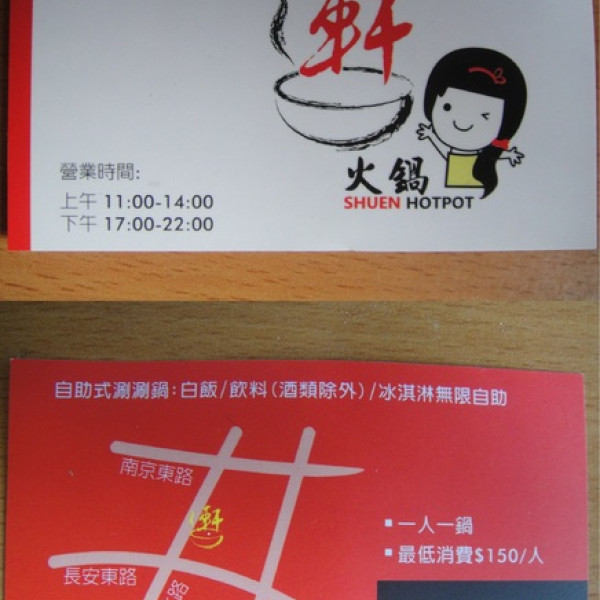 軒
火鍋
SHUEN HOTPOT
營業時間:
上午 11:00-14:00
下午 17:00-22:00
自助式涮涮鍋:白飯/飲料(酒類除外)/冰淇淋無限自助
南京東路
軒
長安東路
▪一人一鍋
▪最低消費$150/人